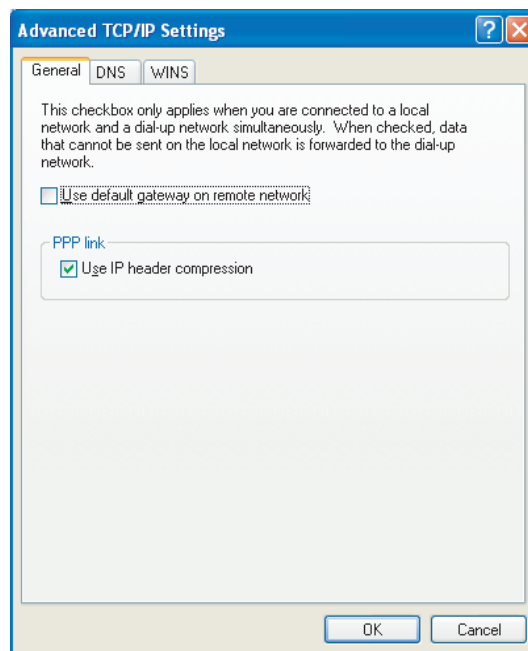 Advanced TCP/IP Settings
General DNS WINS
This checkbox only applies when you are connected to a local
network and a dial-up network simultaneously. When checked, data
that cannot be sent on the local network is forwarded to the dial-up
network.
Use default gateway on remote network
PPP link
Use IP header compression
OK Cancel